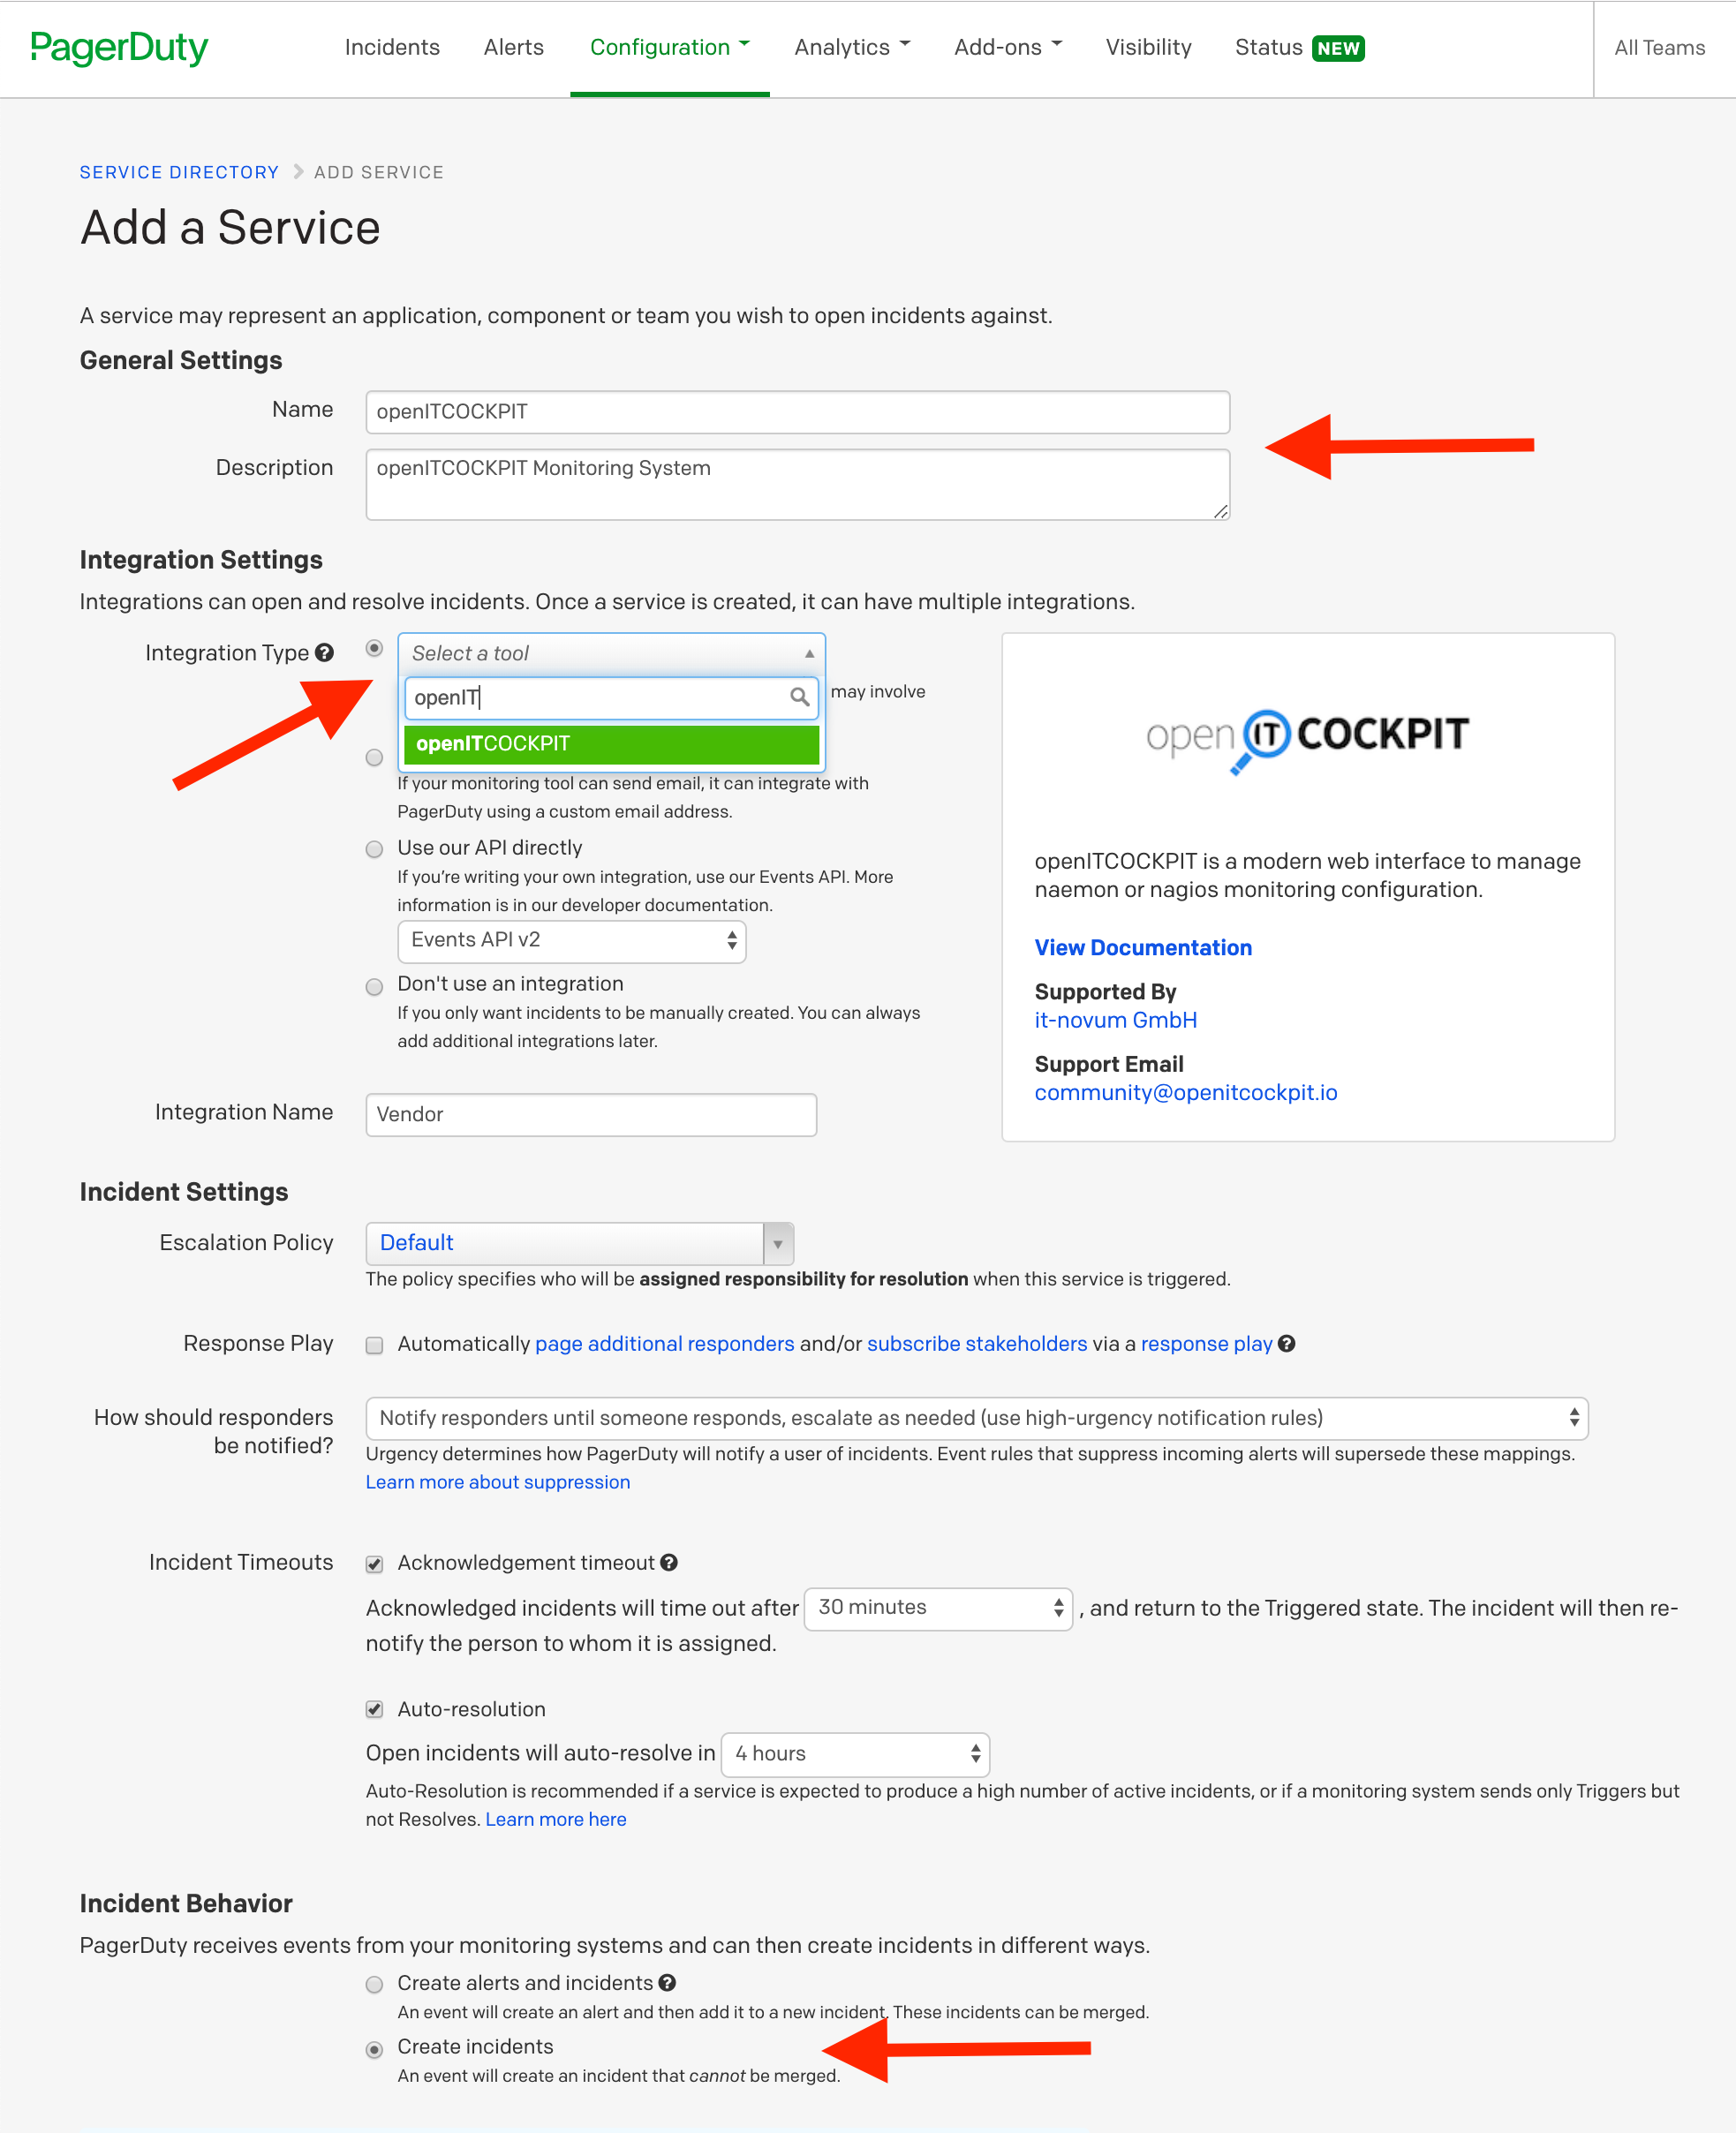 PagerDuty
Incidents
Alerts
Configuration
Analytics
Add-ons
Visibility
Status NEW
All Teams
SERVICE DIRECTORY ADD SERVICE
Add a Service
A service may represent an application, component or team you wish to open incidents against.
General Settings
Name
openITCOCKPIT
Description
openITCOCKPIT Monitoring System
Integration Settings
Integrations can open and resolve incidents. Once a service is created, it can have multiple integrations.
Integration Type ?
Select a tool
openIT
may involve
openITCOCKPIT
If your monitoring tool can send email, it can integrate with
PagerDuty using a custom email address.
Use our API directly
If you’re writing your own integration, use our Events API. More
information is in our developer documentation.
Events API v2
Don't use an integration
If you only want incidents to be manually created. You can always
add additional integrations later.
open IT COCKPIT
openITCOCKPIT is a modern web interface to manage
naemon or nagios monitoring configuration.
View Documentation
Supported By
it-novum GmbH
Support Email
community@openitcockpit.io
Integration Name
Vendor
Incident Settings
Escalation Policy
Default
The policy specifies who will be assigned responsibility for resolution when this service is triggered.
Response Play
Automatically page additional responders and/or subscribe stakeholders via a response play ?
How should responders
be notified?
Notify responders until someone responds, escalate as needed (use high-urgency notification rules)
Urgency determines how PagerDuty will notify a user of incidents. Event rules that suppress incoming alerts will supersede these mappings.
Learn more about suppression
Incident Timeouts
Acknowledgement timeout ?
Acknowledged incidents will time out after 30 minutes , and return to the Triggered state. The incident will then re-
notify the person to whom it is assigned.
Auto-resolution
Open incidents will auto-resolve in 4 hours
Auto-Resolution is recommended if a service is expected to produce a high number of active incidents, or if a monitoring system sends only Triggers but
not Resolves. Learn more here
Incident Behavior
PagerDuty receives events from your monitoring systems and can then create incidents in different ways.
Create alerts and incidents ?
An event will create an alert and then add it to a new incident. These incidents can be merged.
Create incidents
An event will create an incident that cannot be merged.